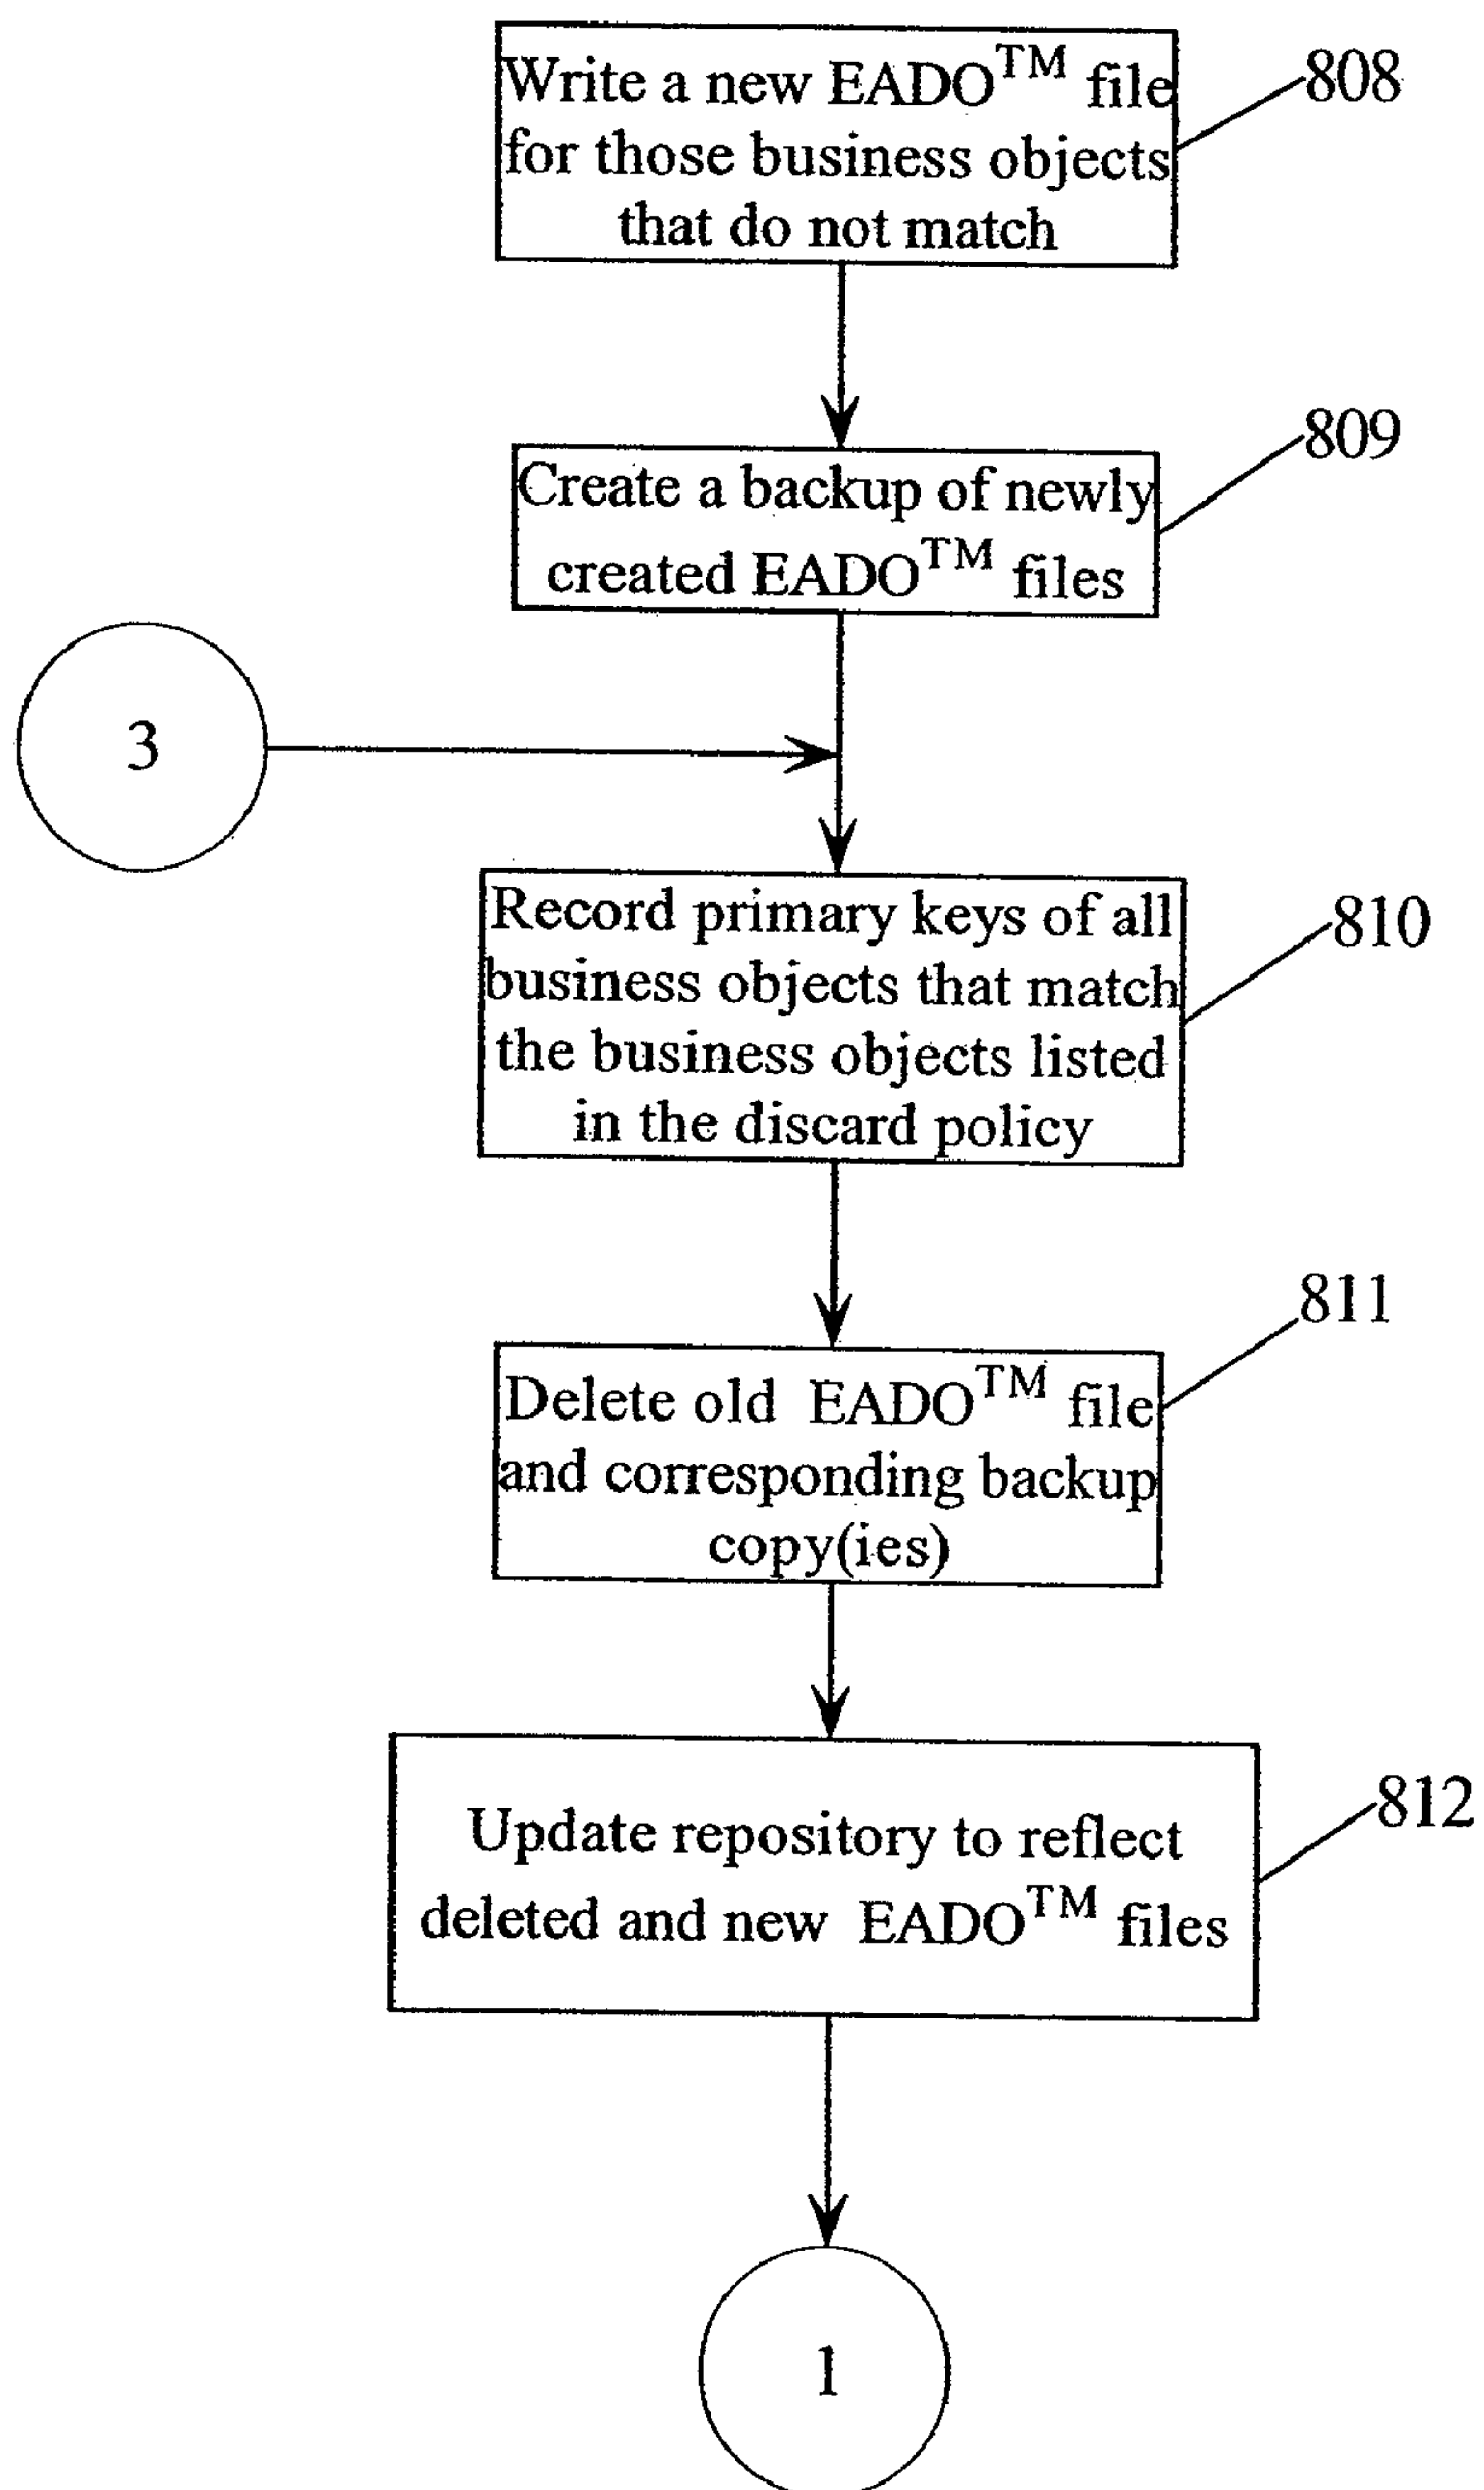 Write a new EADO™ file
for those business objects
that do not match
808
Create a backup of newly
created EADO™ files
809
3
Record primary keys of all
business objects that match
the business objects listed
in the discard policy
810
Delete old EADO™ file
and corresponding backup
copy(ies)
811
Update repository to reflect
deleted and new EADO™ files
812
1